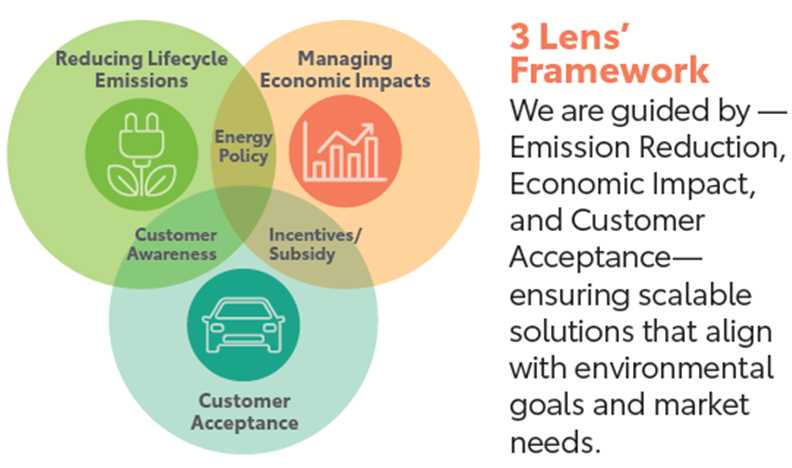 Reducing Lifecycle
Emissions
Managing
Economic Impacts
Energy
Policy
Customer
Awareness
Incentives/
Subsidy
Customer
Acceptance
3 Lens’
Framework
We are guided by —
Emission Reduction,
Economic Impact,
and Customer
Acceptance—
ensuring scalable
solutions that align
with environmental
goals and market
needs.